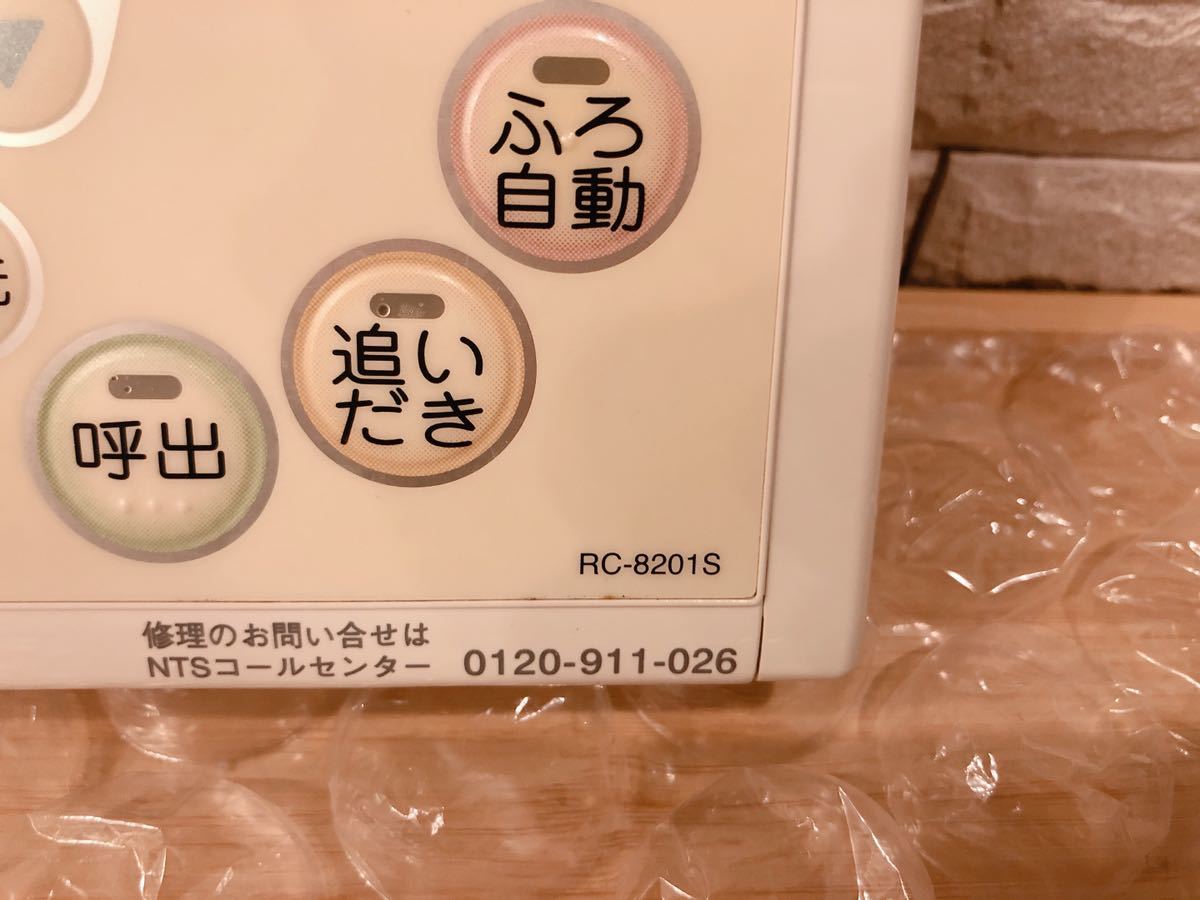 ふろ
自動
追い
だき
呼出
RC-8201S
修理のお問い合せは
NTSコールセンター 0120-911-026